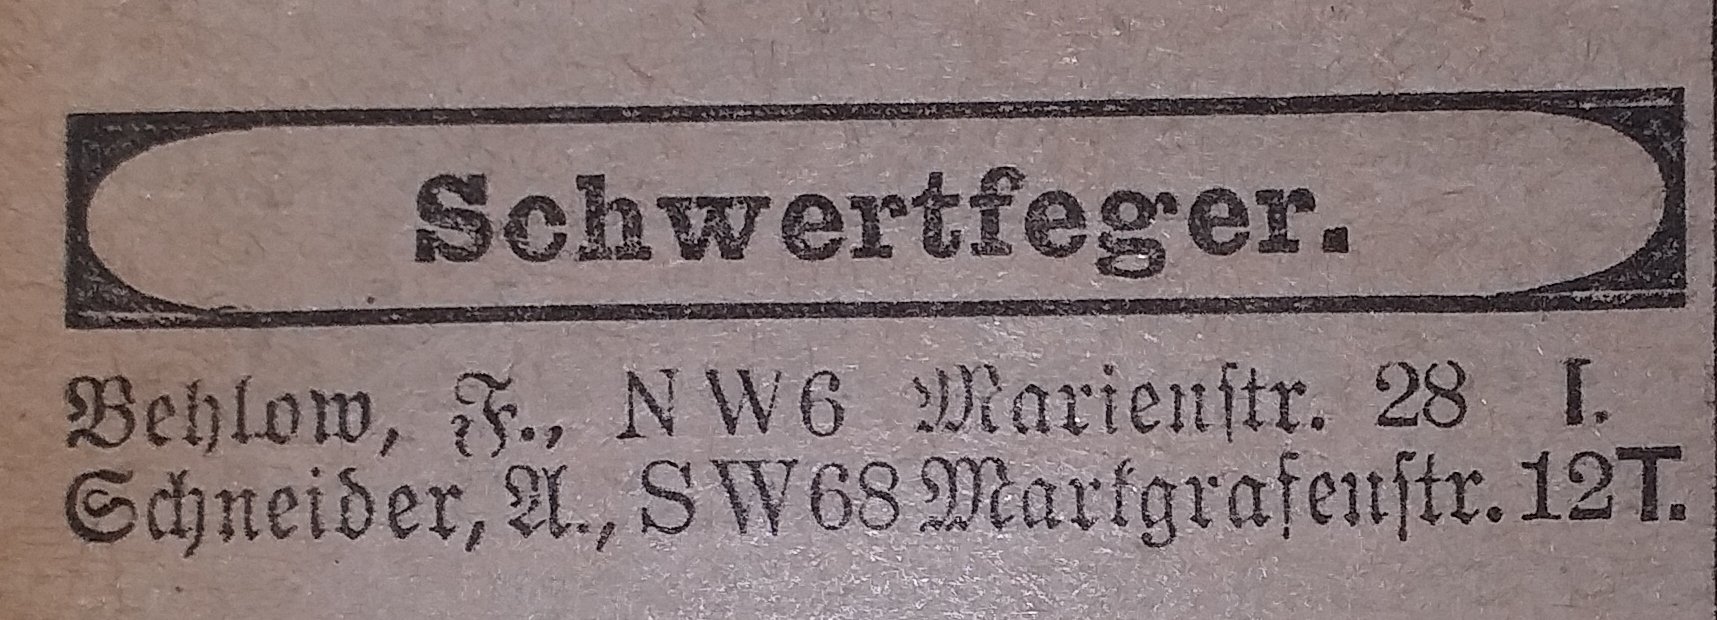 Schwertfeger.
Behlow, F., NW6 Marienstr. 28 I.
Schneider, A., SW68 Markgrafenstr. 12T.